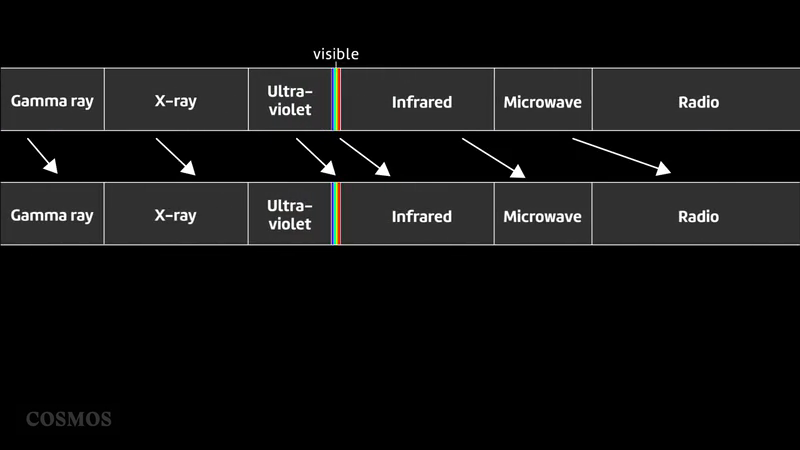 visible
Gamma ray
X-ray
Ultra-
violet
Infrared
Microwave
Radio
Gamma ray
X-ray
Ultra-
violet
Infrared
Microwave
Radio
COSMOS